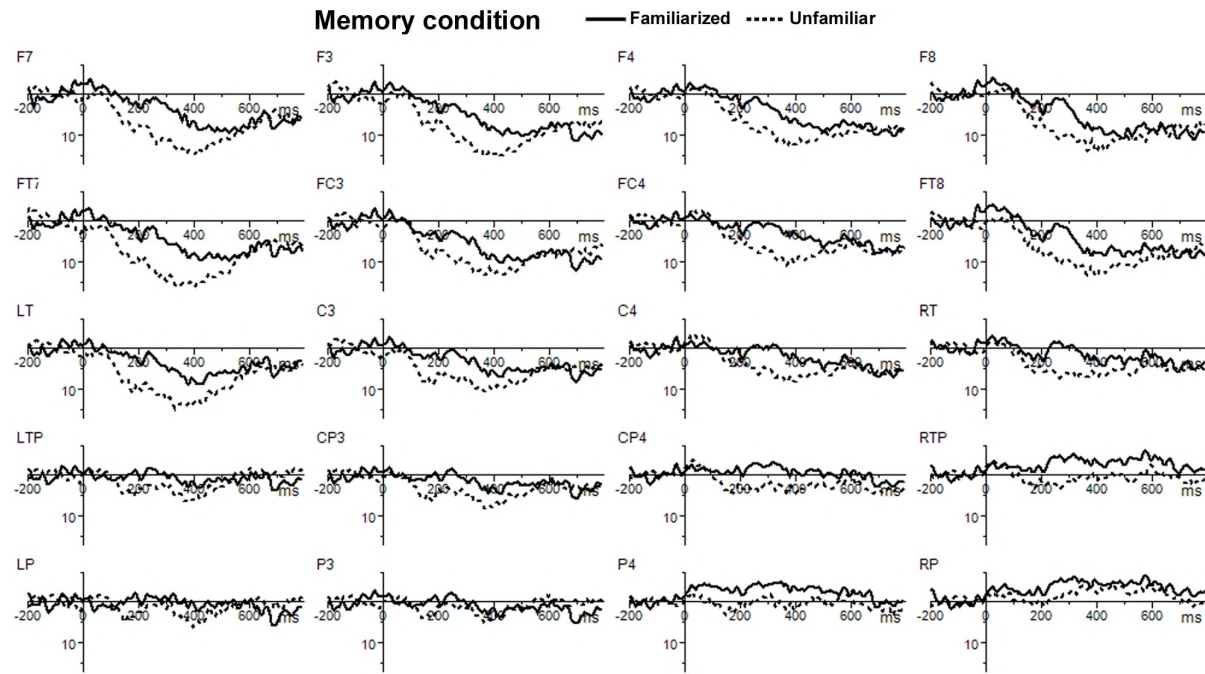 Memory condition Familiarized Unfamiliar
F7 F3 F4 F8
-200 0 200 400 600 ms -200 0 200 400 600 ms -200 0 200 400 600 ms -200 0 200 400 600 ms
10 10 10 10
FT7 FC3 FC4 FT8
-200 0 200 400 600 ms -200 0 200 400 600 ms -200 0 200 400 600 ms -200 0 200 400 600 ms
10 10 10 10
LT C3 C4 RT
-200 0 200 400 600 ms -200 0 200 400 600 ms -200 0 200 400 600 ms -200 0 200 400 600 ms
10 10 10 10
LTP CP3 CP4 RTP
-200 0 200 400 600 ms -200 0 200 400 600 ms -200 0 200 400 600 ms -200 0 200 400 600 ms
10 10 10 10
LP P3 P4 RP
-200 0 200 400 600 ms -200 0 200 400 600 ms -200 0 200 400 600 ms -200 0 200 400 600 ms
10 10 10 10